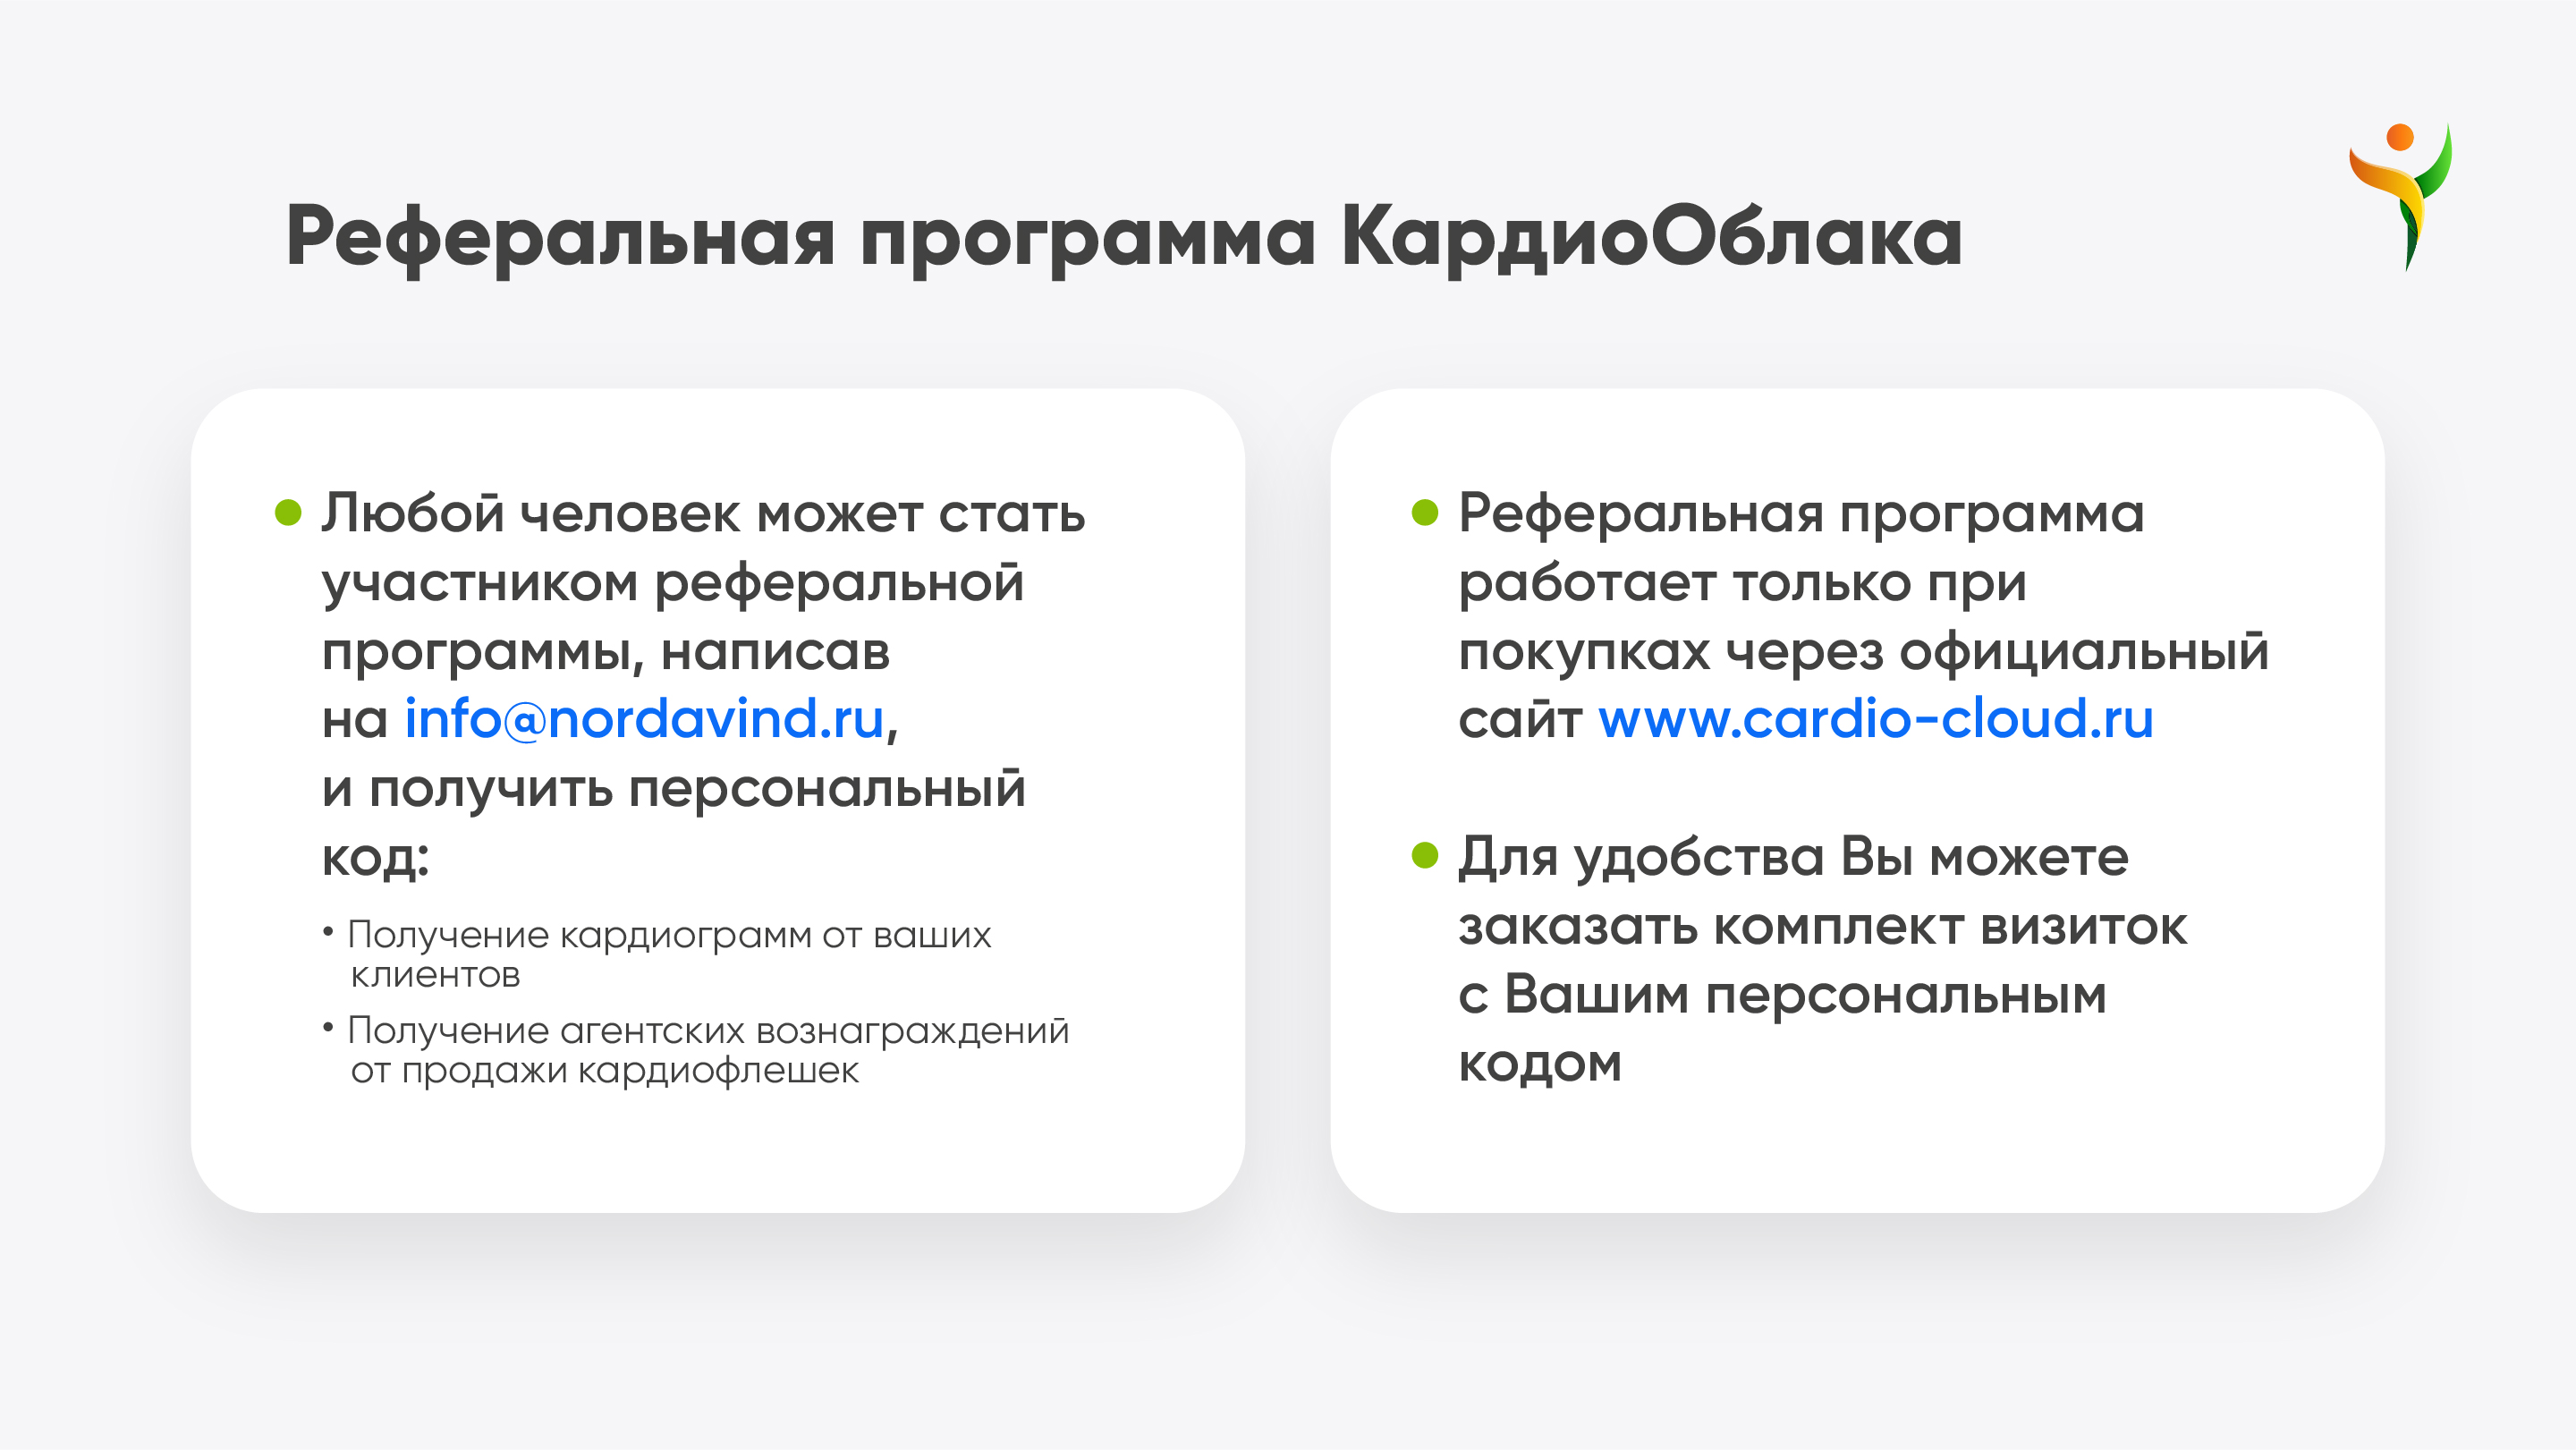 Реферальная программа КардиоОблака
Любой человек может стать
участником реферальной
программы, написав
на info@nordavind.ru,
и получить персональный
код:
• Получение кардиограмм от ваших
клиентов
• Получение агентских вознаграждений
от продажи кардиофлешек
Реферальная программа
работает только при
покупках через официальный
сайт www.cardio-cloud.ru
Для удобства Вы можете
заказать комплект визиток
с Вашим персональным
кодом